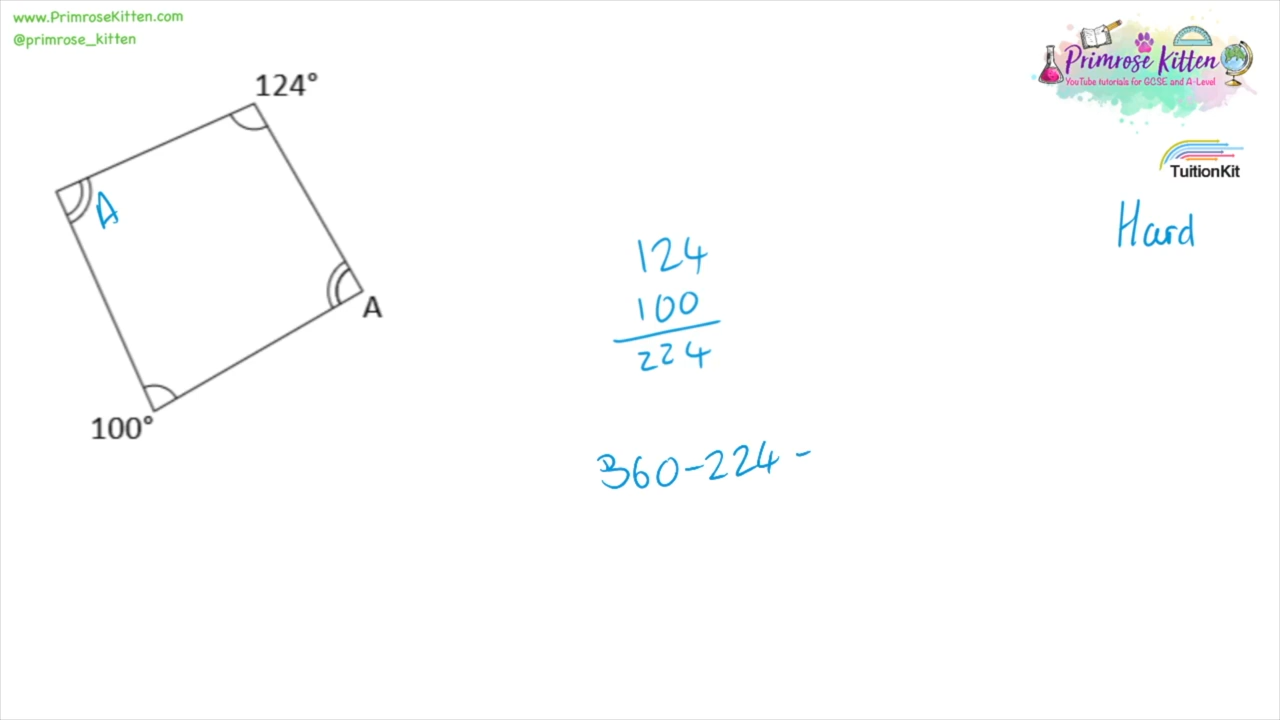 www.PrimroseKitten.com
@primrose_kitten
Primrose Kitten
YouTube tutorials for GCSE and A-Level
TuitionKit
Hard
124°
A
A
100°
124
100
224
360-224 -